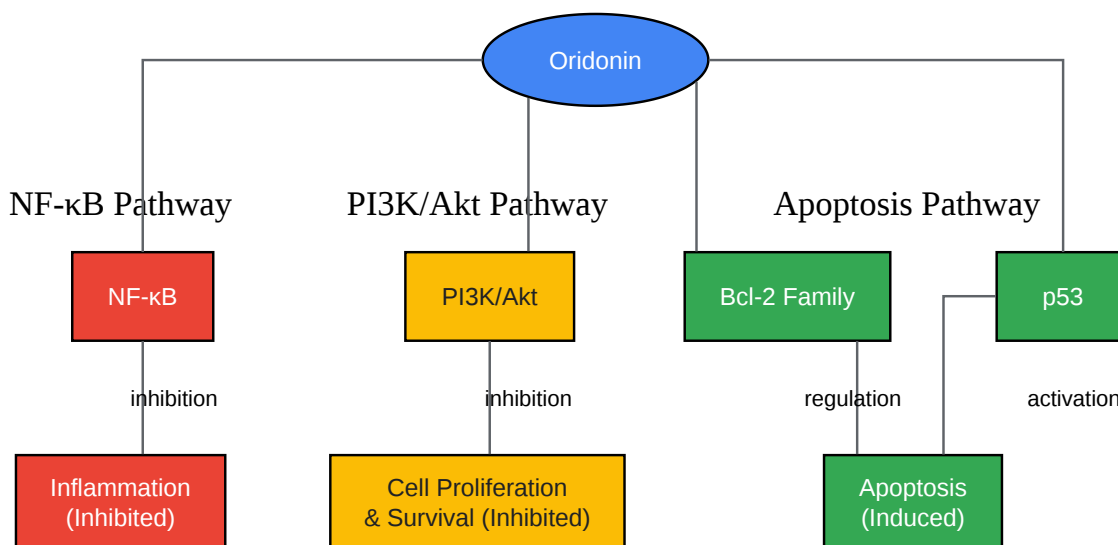 Oridonin
NF-κB Pathway
PI3K/Akt Pathway
Apoptosis Pathway
NF-κB
PI3K/Akt
Bcl-2 Family
p53
inhibition
inhibition
regulation
activation
Inflammation
(Inhibited)
Cell Proliferation
& Survival (Inhibited)
Apoptosis
(Induced)